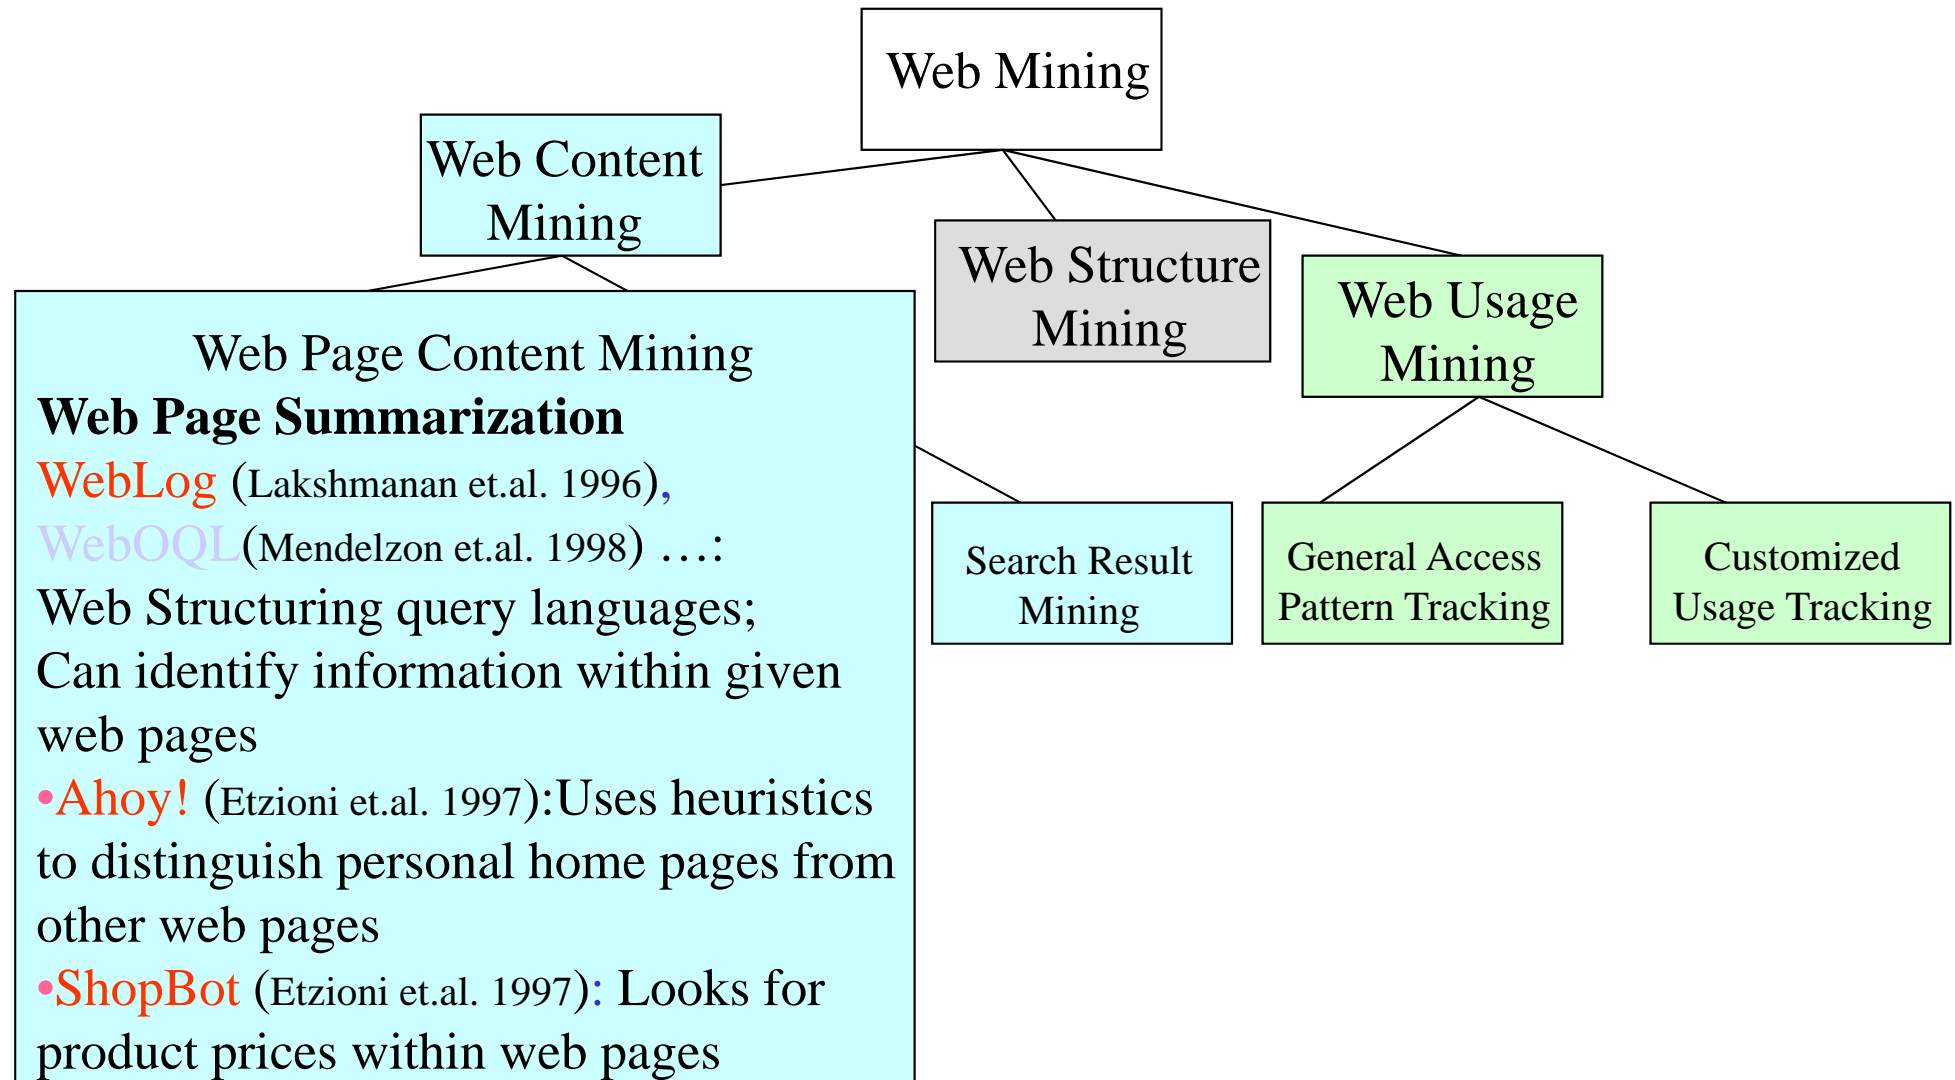 Web Mining
Web Content
Mining
Web Structure
Mining
Web Usage
Mining
Web Page Content Mining
Web Page Summarization
WebLog (Lakshmanan et.al. 1996),
WebOQL(Mendelzon et.al. 1998) …:
Web Structuring query languages;
Can identify information within given
web pages
•Ahoy! (Etzioni et.al. 1997):Uses heuristics
to distinguish personal home pages from
other web pages
•ShopBot (Etzioni et.al. 1997): Looks for
product prices within web pages
Search Result
Mining
General Access
Pattern Tracking
Customized
Usage Tracking